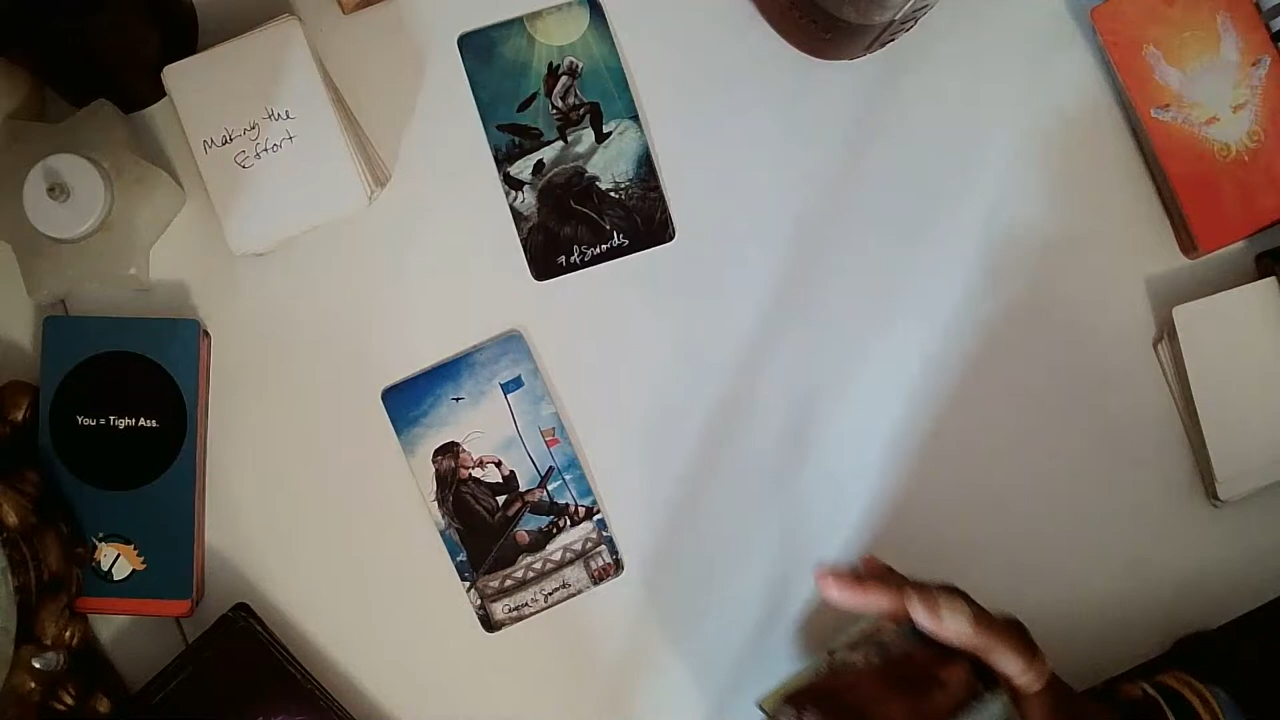 Making the
Effort
7 of Swords
You = Tight Ass.
Queen of Swords